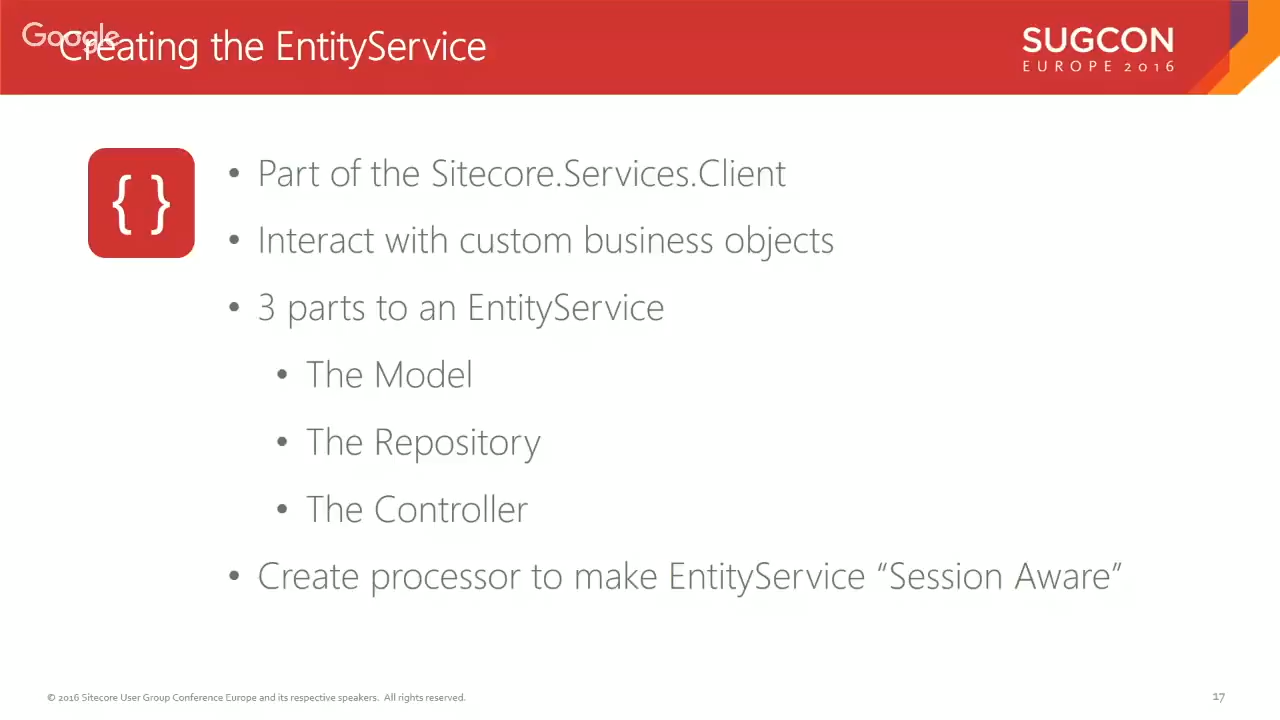 Google
Creating the EntityService
SUGCON
EUROPE 2016
{ }
• Part of the Sitecore.Services.Client
• Interact with custom business objects
• 3 parts to an EntityService
• The Model
• The Repository
• The Controller
• Create processor to make EntityService “Session Aware”
© 2016 Sitecore User Group Conference Europe and its respective speakers. All rights reserved.
17